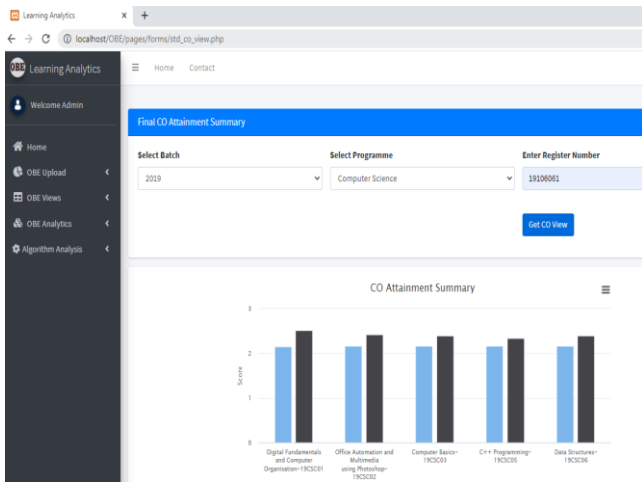 Learning Analytics
localhost/OBE/pages/forms/std_co_view.php
OBE Learning Analytics
Home Contact
Welcome Admin
Home
OBE Upload
OBE Views
OBE Analytics
Algorithm Analysis
Final CO Attainment Summary
Select Batch Select Programme Enter Register Number
2019 Computer Science 19106061
Get CO View
CO Attainment Summary
3
2
1
0
Score
Digital Fundamentals
and Computer
Organisation-19CSC01
Office Automation and
Multimedia
using Photoshop-
19CSC02
Computer Basics-
19CSC03
C++ Programming-
19CSC05
Data Structures-
19CSC06